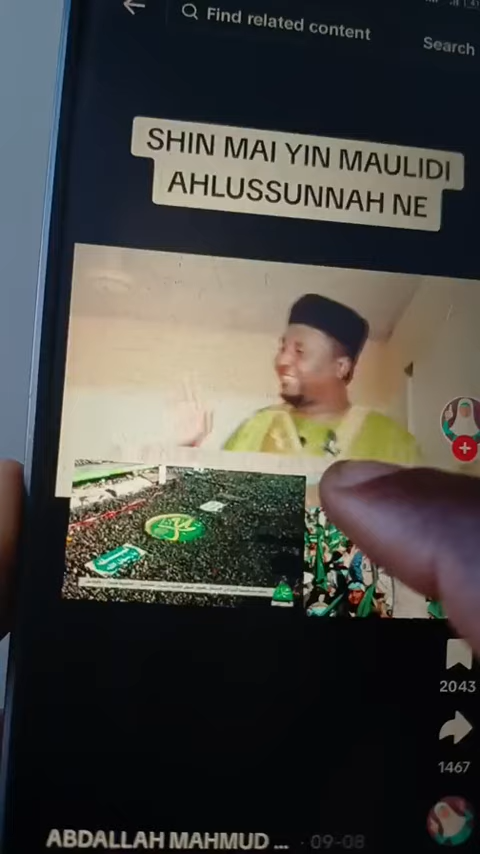 Find related content
Search
SHIN MAI YIN MAULIDI
AHLUSSUNNAH NE
2043
1467
ABDALLAH MAHMUD ... · 09-08